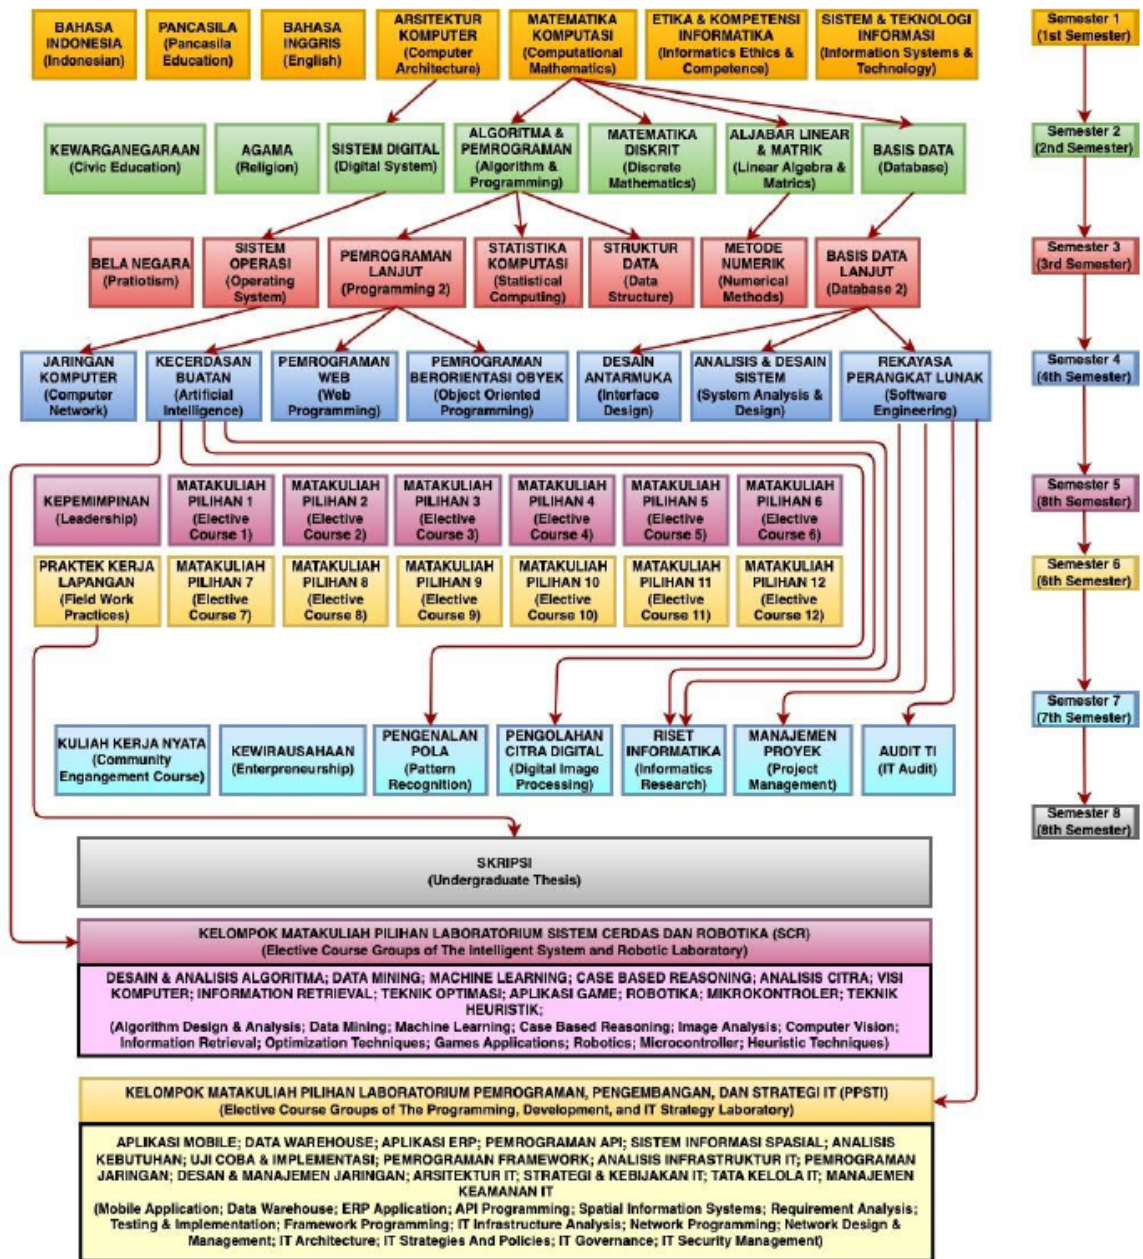 BAHASA
INDONESIA
(Indonesian)
PANCASILA
(Pancasila
Education)
BAHASA
INGGRIS
(English)
ARSITEKTUR
KOMPUTER
(Computer
Architecture)
MATEMATIKA
KOMPUTASI
(Computational
Mathematics)
ETIKA & KOMPETENSI
INFORMATIKA
(Informatics Ethics &
Competence)
SISTEM & TEKNOLOGI
INFORMASI
(Information Systems &
Technology)
Semester 1
(1st Semester)
KEWARGANEGARAAN
(Civic Education)
AGAMA
(Religion)
SISTEM DIGITAL
(Digital System)
ALGORITMA &
PEMROGRAMAN
(Algorithm &
Programming)
MATEMATIKA
DISKRIT
(Discrete
Mathematics)
ALJABAR LINEAR
& MATRIK
(Linear Algebra &
Matrics)
BASIS DATA
(Database)
Semester 2
(2nd Semester)
BELA NEGARA
(Pratiotism)
SISTEM
OPERASI
(Operating
System)
PEMROGRAMAN
LANJUT
(Programming 2)
STATISTIKA
KOMPUTASI
(Statistical
Computing)
STRUKTUR
DATA
(Data
Structure)
METODE
NUMERIK
(Numerical
Methods)
BASIS DATA
LANJUT
(Database 2)
Semester 3
(3rd Semester)
JARINGAN
KOMPUTER
(Computer
Network)
KECERDASAN
BUATAN
(Artificial
Intelligence)
PEMROGRAMAN
WEB
(Web
Programming)
PEMROGRAMAN
BERORIENTASI OBYEK
(Object Oriented
Programming)
DESAIN
ANTARMUKA
(Interface
Design)
ANALISIS & DESAIN
SISTEM
(System Analysis &
Design)
REKAYASA
PERANGKAT LUNAK
(Software
Engineering)
Semester 4
(4th Semester)
KEPEMIMPINAN
(Leadership)
MATAKULIAH
PILIHAN 1
(Elective
Course 1)
MATAKULIAH
PILIHAN 2
(Elective
Course 2)
MATAKULIAH
PILIHAN 3
(Elective
Course 3)
MATAKULIAH
PILIHAN 4
(Elective
Course 4)
MATAKULIAH
PILIHAN 5
(Elective
Course 5)
MATAKULIAH
PILIHAN 6
(Elective
Course 6)
Semester 5
(8th Semester)
PRAKTEK KERJA
LAPANGAN
(Field Work
Practices)
MATAKULIAH
PILIHAN 7
(Elective
Course 7)
MATAKULIAH
PILIHAN 8
(Elective
Course 8)
MATAKULIAH
PILIHAN 9
(Elective
Course 9)
MATAKULIAH
PILIHAN 10
(Elective
Course 10)
MATAKULIAH
PILIHAN 11
(Elective
Course 11)
MATAKULIAH
PILIHAN 12
(Elective
Course 12)
Semester 6
(6th Semester)
KULIAH KERJA NYATA
(Community
Engangement Course)
KEWIRAUSAHAAN
(Enterpreneurship)
PENGENALAN
POLA
(Pattern
Recognition)
PENGOLAHAN
CITRA DIGITAL
(Digital Image
Processing)
RISET
INFORMATIKA
(Informatics
Research)
MANAJEMEN
PROYEK
(Project
Management)
AUDIT TI
(IT Audit)
Semester 7
(7th Semester)
Semester 8
(8th Semester)
SKRIPSI
(Undergraduate Thesis)
KELOMPOK MATAKULIAH PILIHAN LABORATORIUM SISTEM CERDAS DAN ROBOTIKA (SCR)
(Elective Course Groups of The Intelligent System and Robotic Laboratory)
DESAIN & ANALISIS ALGORITMA; DATA MINING; MACHINE LEARNING; CASE BASED REASONING; ANALISIS CITRA; VISI
KOMPUTER; INFORMATION RETRIEVAL; TEKNIK OPTIMASI; APLIKASI GAME; ROBOTIKA; MIKROKONTROLER; TEKNIK
HEURISTIK;
(Algorithm Design & Analysis; Data Mining; Machine Learning; Case Based Reasoning; Image Analysis; Computer Vision;
Information Retrieval; Optimization Techniques; Games Applications; Robotics; Microcontroller; Heuristic Techniques)
KELOMPOK MATAKULIAH PILIHAN LABORATORIUM PEMROGRAMAN, PENGEMBANGAN, DAN STRATEGI IT (PPSTI)
(Elective Course Groups of The Programming, Development, and IT Strategy Laboratory)
APLIKASI MOBILE; DATA WAREHOUSE; APLIKASI ERP; PEMROGRAMAN API; SISTEM INFORMASI SPASIAL; ANALISIS
KEBUTUHAN; UJI COBA & IMPLEMENTASI; PEMROGRAMAN FRAMEWORK; ANALISIS INFRASTRUKTUR IT; PEMROGRAMAN
JARINGAN; DESAN & MANAJEMEN JARINGAN; ARSITEKTUR IT; STRATEGI & KEBIJAKAN IT; TATA KELOLA IT; MANAJEMEN
KEAMANAN IT
(Mobile Application; Data Warehouse; ERP Application; API Programming; Spatial Information Systems; Requirement Analysis;
Testing & Implementation; Framework Programming; IT Infrastructure Analysis; Network Programming; Network Design &
Management; IT Architecture; IT Strategies And Policies; IT Governance; IT Security Management)